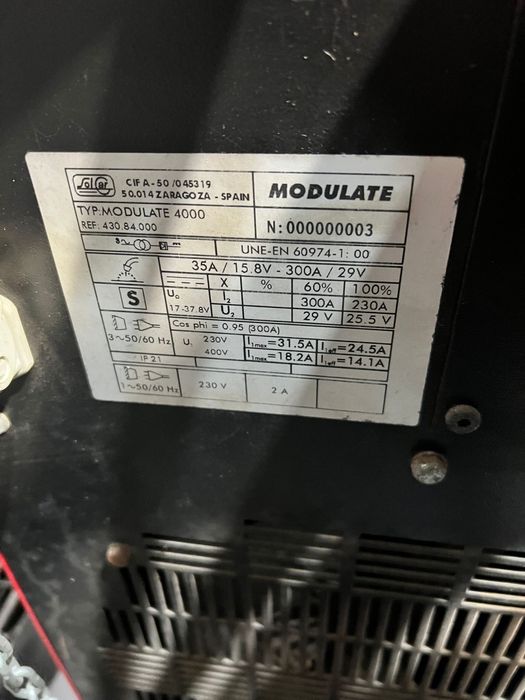 Sol Car
CIF A-50/045319
50.014 ZARAGOZA - SPAIN
MODULATE
TYP:MODULATE 4000
REF: 430.84.000
N: 000000003
UNE-EN 60974-1: 00
35A / 15.8V - 300A / 29V
X % 60% 100%
S U₀ I₂ 300A 230A
17-37.8V U₂ 29 V 25.5 V
Cos phi = 0.95 (300A)
3~50/60 Hz U₁ 230V I₁max=31.5A I₁eff=24.5A
400V I₁max=18.2A I₁eff=14.1A
IP 21
1~50/60 Hz 230 V 2 A